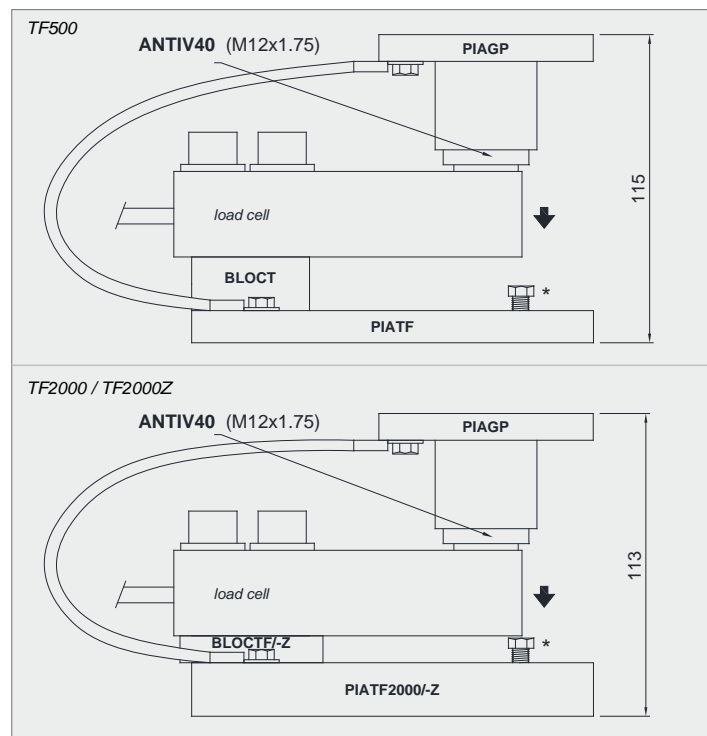 TF500
ANTIV40 (M12x1.75)
PIAGP
115
load cell
BLOCT
*
PIATF
TF2000 / TF2000Z
ANTIV40 (M12x1.75)
PIAGP
113
load cell
BLOCTF/-Z
*
PIATF2000/-Z